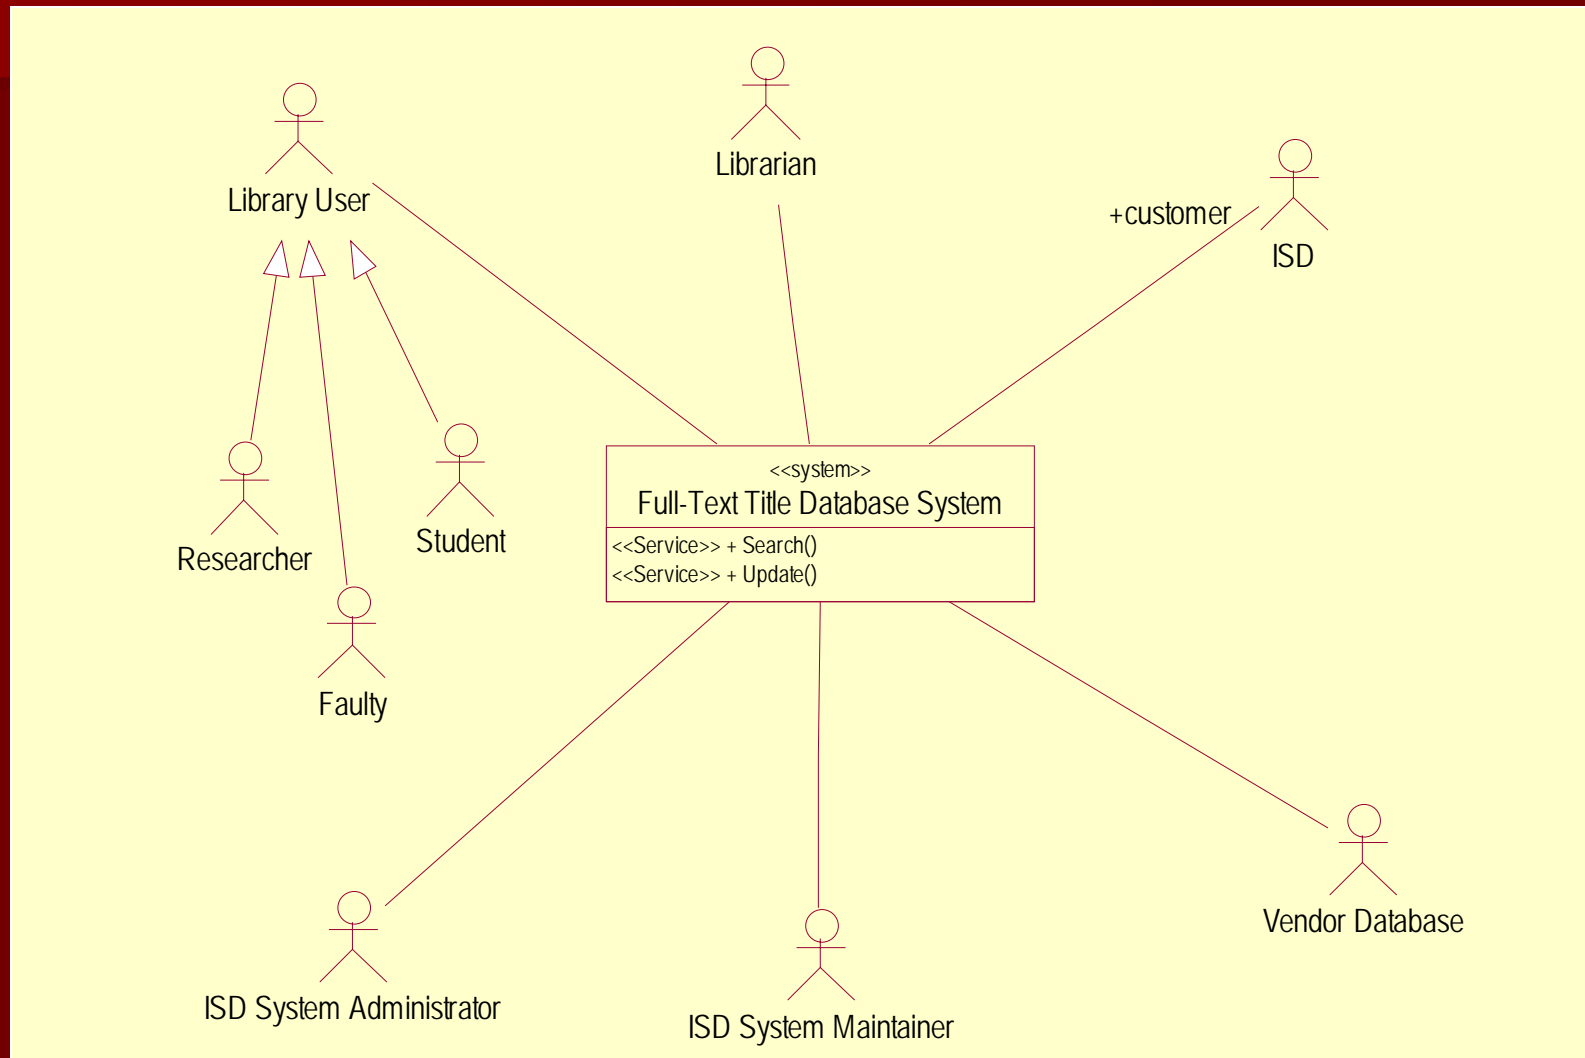 Librarian
Library User
+customer
ISD
<<system>>
Full-Text Title Database System
<<Service>> + Search()
<<Service>> + Update()
Student
Researcher
Faulty
Vendor Database
ISD System Administrator
ISD System Maintainer